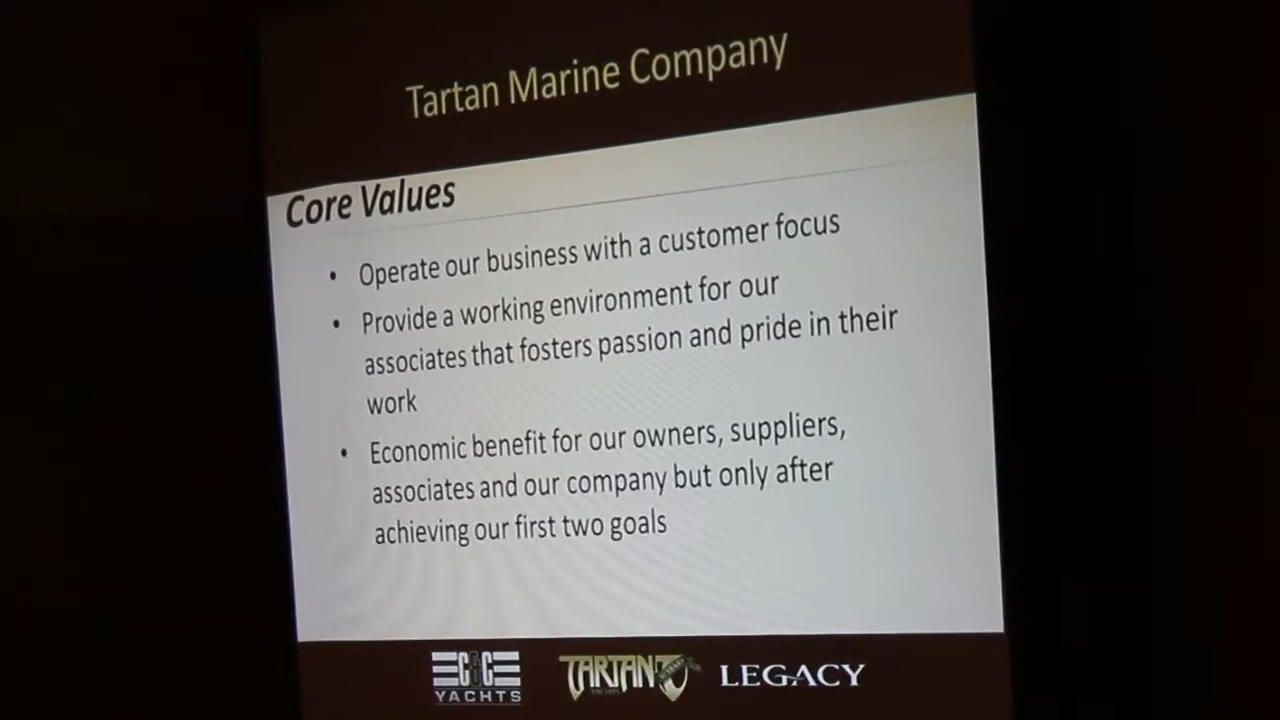 Tartan Marine Company
Core Values
• Operate our business with a customer focus
• Provide a working environment for our
associates that fosters passion and pride in their
work
• Economic benefit for our owners, suppliers,
associates and our company but only after
achieving our first two goals
C&C
YACHTS
TARTAN
YACHTS
LEGACY